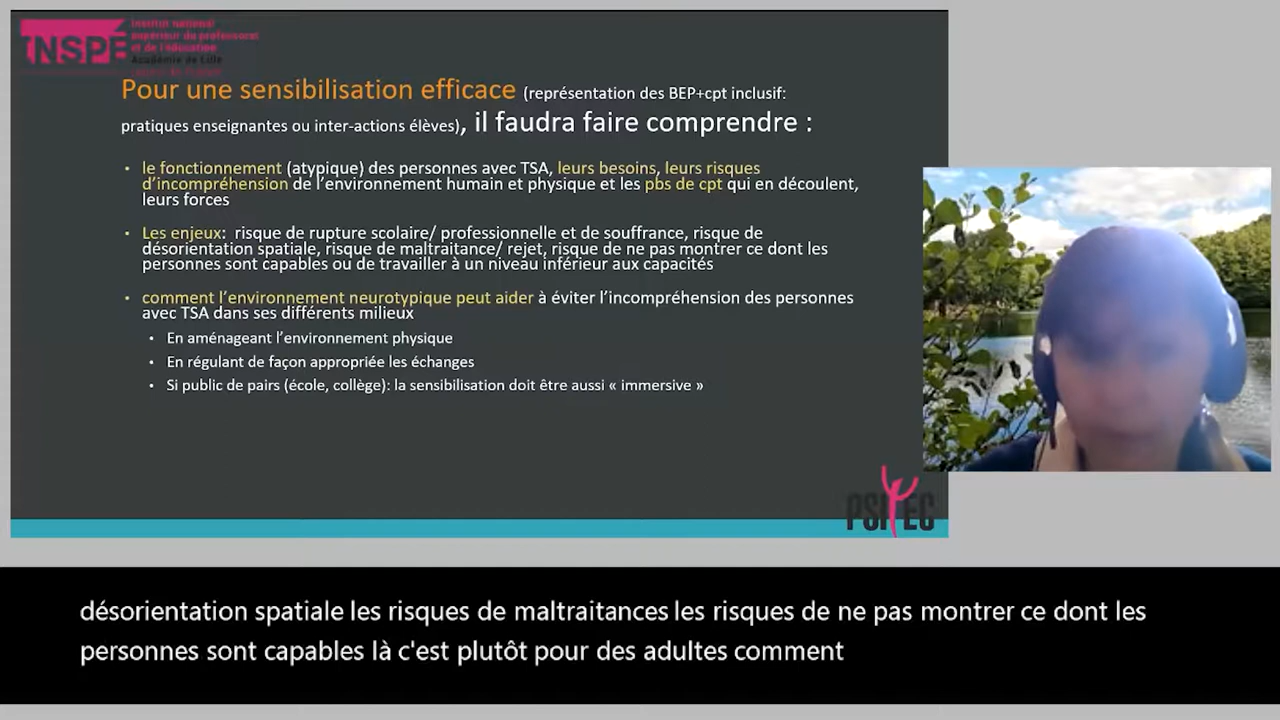 INSPÉ
Institut national
supérieur du professorat
et de l'éducation
Académie de Lille
Pour une sensibilisation efficace (représentation des BEP+cpt inclusif:
pratiques enseignantes ou inter-actions élèves), il faudra faire comprendre :
• le fonctionnement (atypique) des personnes avec TSA, leurs besoins, leurs risques
d'incompréhension de l'environnement humain et physique et les pbs de cpt qui en découlent,
leurs forces
• Les enjeux: risque de rupture scolaire/ professionnelle et de souffrance, risque de
désorientation spatiale, risque de maltraitance/ rejet, risque de ne pas montrer ce dont les
personnes sont capables ou de travailler à un niveau inférieur aux capacités
• comment l'environnement neurotypique peut aider à éviter l'incompréhension des personnes
avec TSA dans ses différents milieux
• En aménageant l'environnement physique
• En régulant de façon appropriée les échanges
• Si public de pairs (école, collège): la sensibilisation doit être aussi « immersive »
PSITEC
désorientation spatiale les risques de maltraitances les risques de ne pas montrer ce dont les
personnes sont capables là c'est plutôt pour des adultes comment